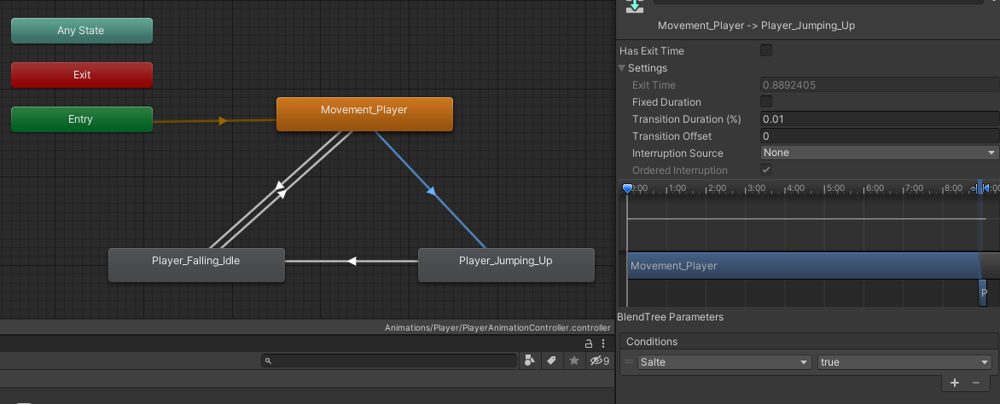 Any State
Exit
Entry
Movement_Player
Player_Falling_Idle
Player_Jumping_Up
Animations/Player/PlayerAnimationController.controller
9
Movement_Player -> Player_Jumping_Up
Has Exit Time
Settings
Exit Time 0.8892405
Fixed Duration
Transition Duration (%) 0.01
Transition Offset 0
Interruption Source None
Ordered Interruption
0:00 1:00 2:00 3:00 4:00 5:00 6:00 7:00 8:00
Movement_Player
P
BlendTree Parameters
Conditions
Salte true